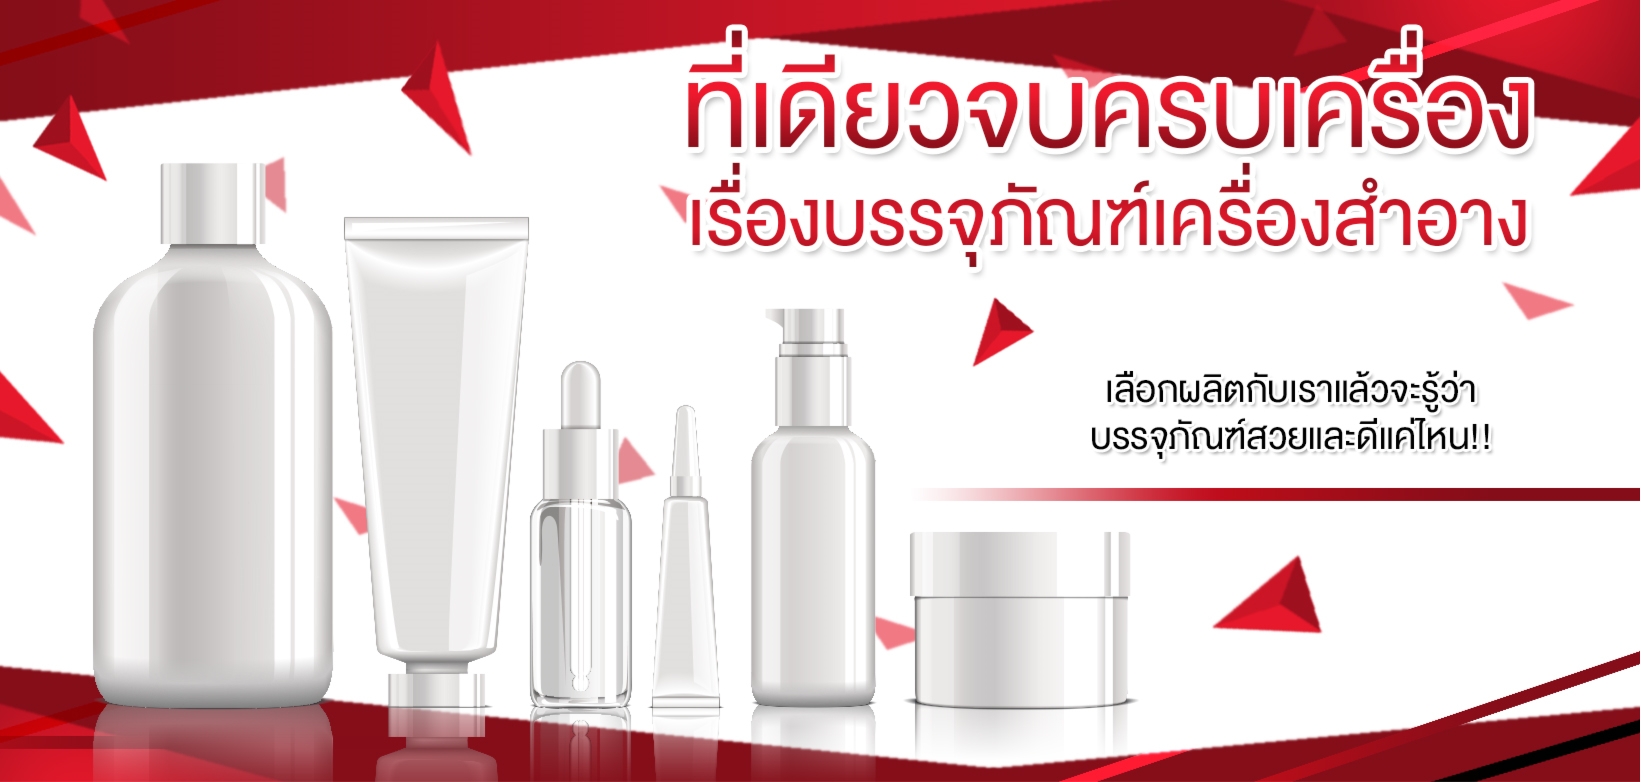 ที่เดียวจบครบเครื่อง
เรื่องบรรจุภัณฑ์เครื่องสำอาง
เลือกผลิตกับเราแล้วจะรู้ว่า
บรรจุภัณฑ์สวยและดีแค่ไหน!!